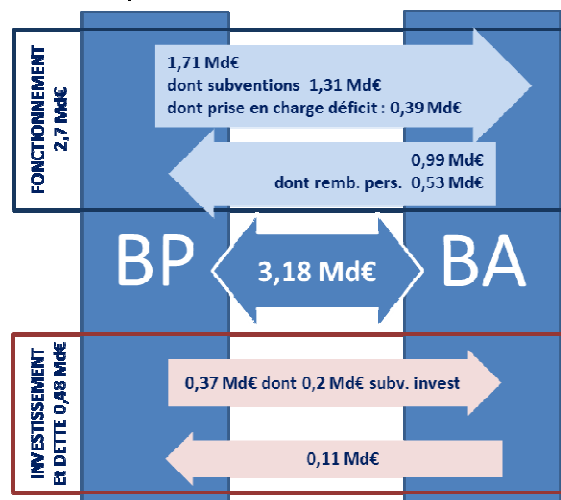 FONCTIONNEMENT
2,7 Md€
1,71 Md€
dont subventions 1,31 Md€
dont prise en charge déficit : 0,39 Md€
0,99 Md€
dont remb. pers. 0,53 Md€
BP
3,18 Md€
BA
INVESTISSEMENT
Et DETTE 0,48 Md€
0,37 Md€ dont 0,2 Md€ subv. invest
0,11 Md€